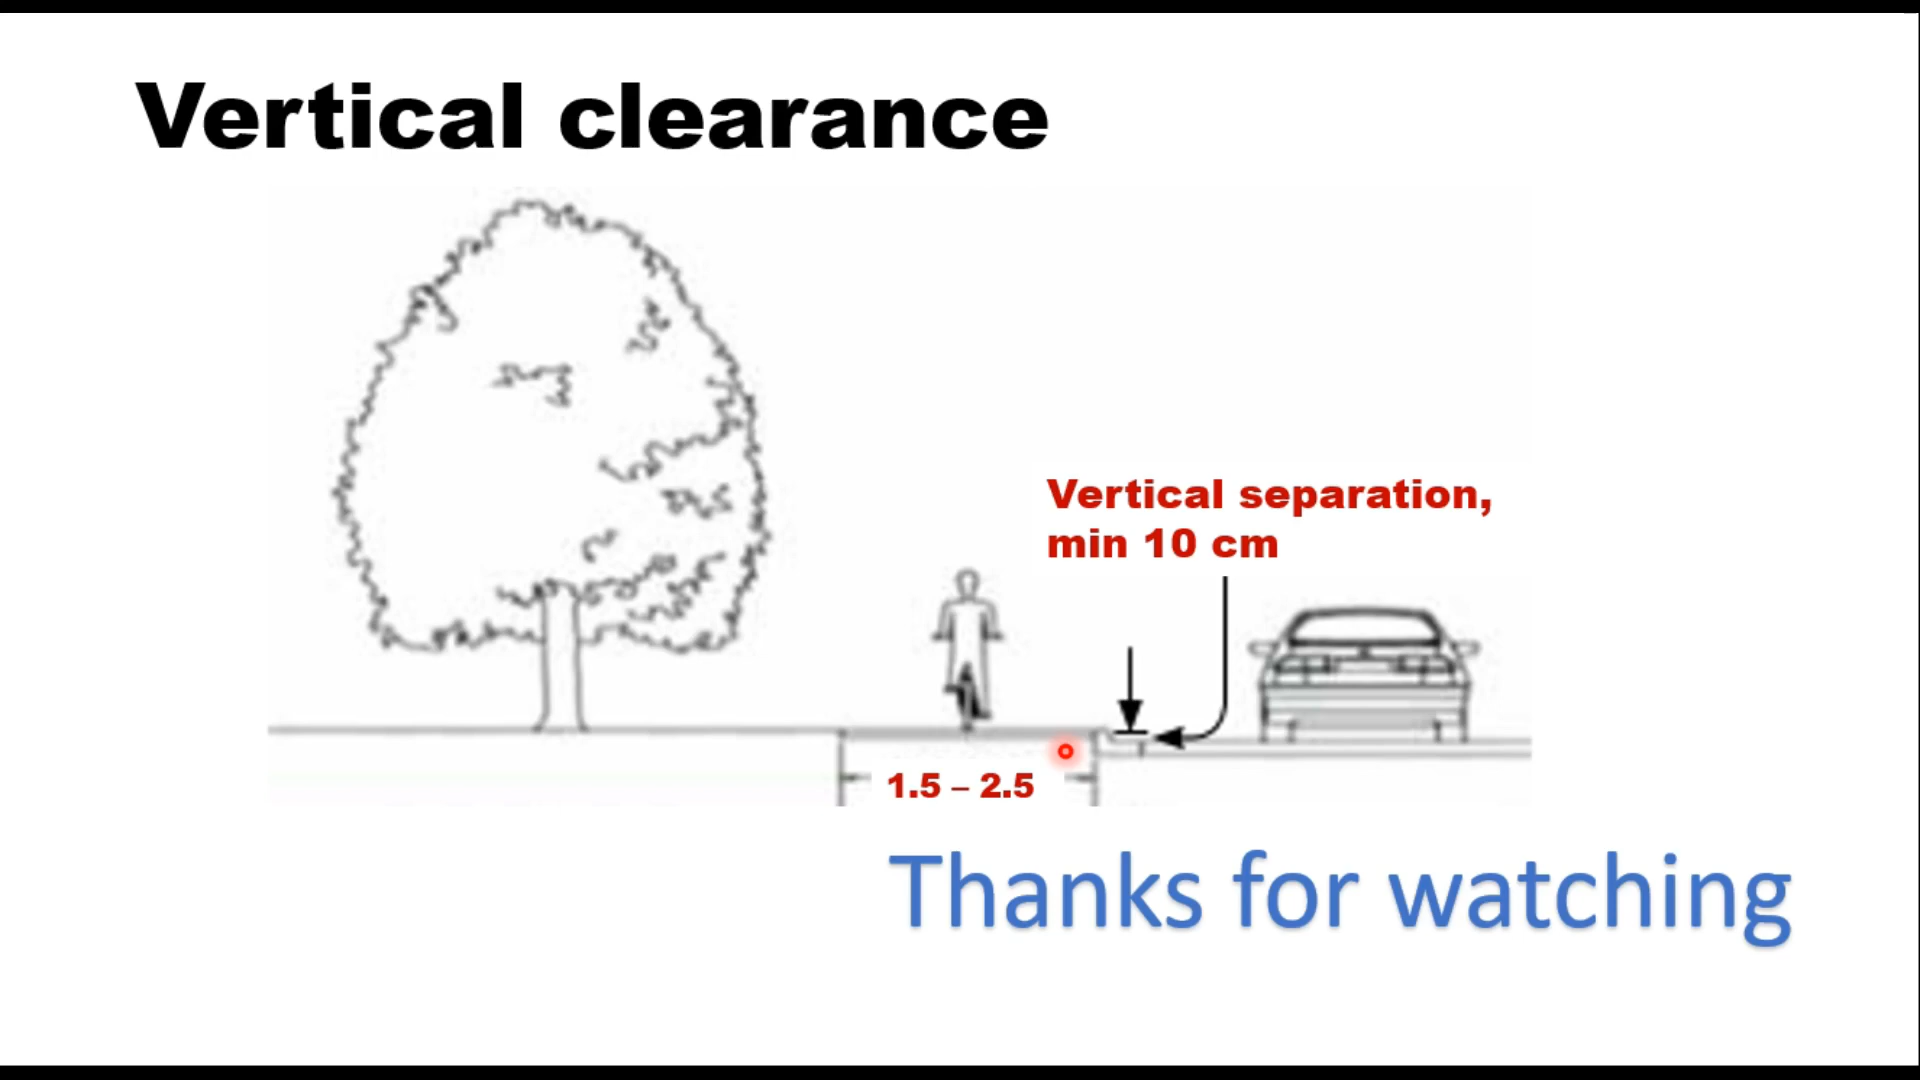 Vertical clearance
Vertical separation,
min 10 cm
1.5 – 2.5
Thanks for watching